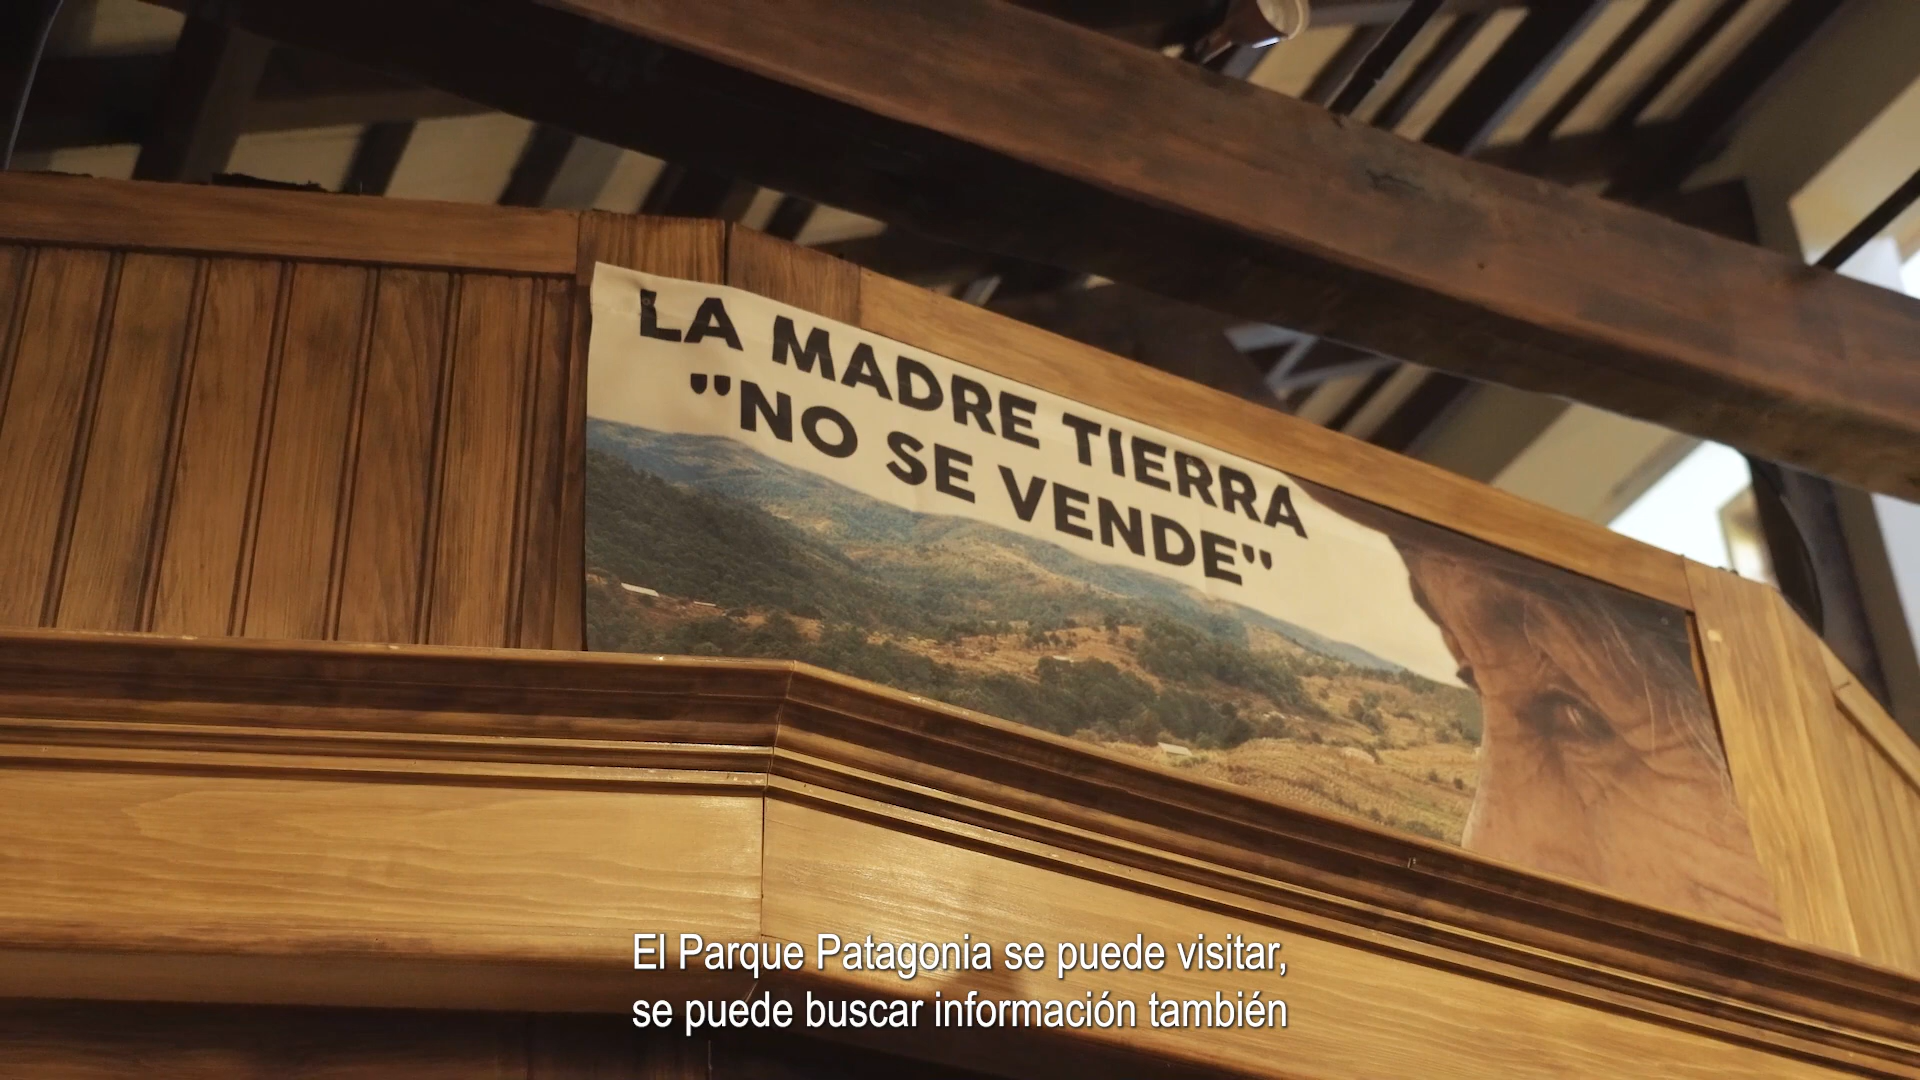 LA MADRE TIERRA
"NO SE VENDE"
El Parque Patagonia se puede visitar,
se puede buscar información también